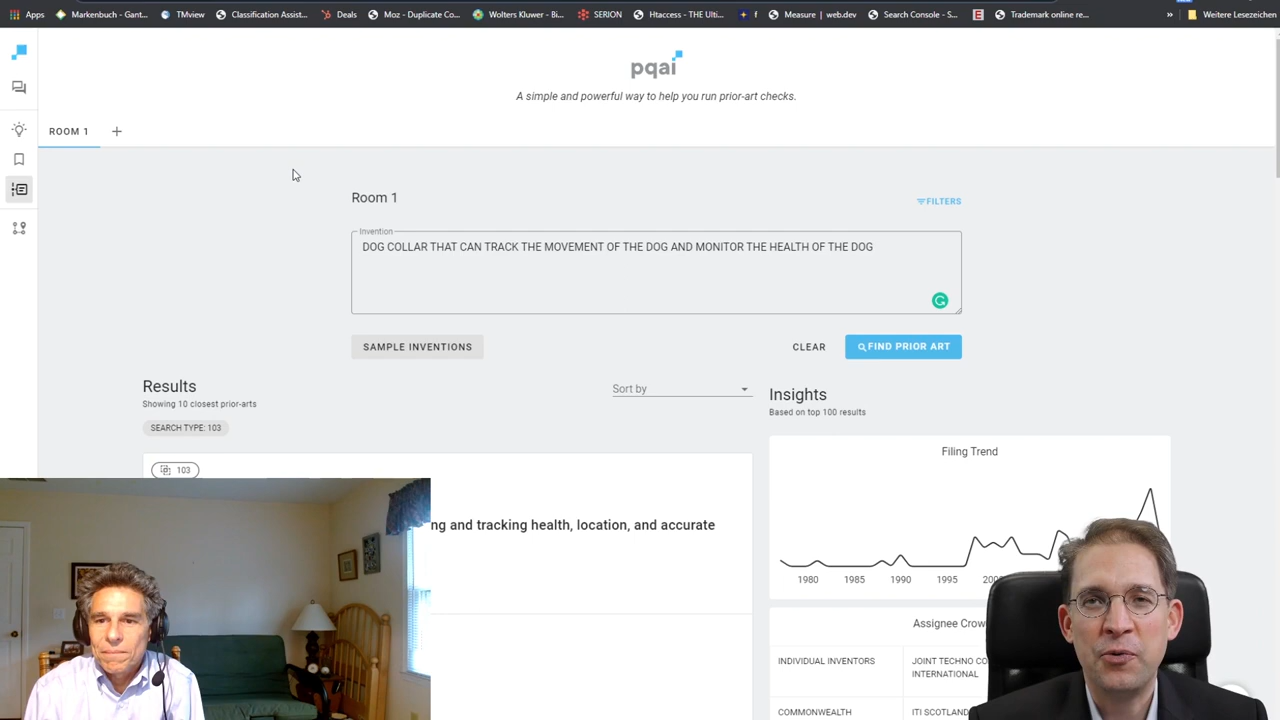 Apps Markenbuch - Gant... TMview Classification Assist... Deals Moz - Duplicate Co... Wolters Kluwer - Bi... SERION Htaccess - THE Ulti... f Measure | web.dev Search Console - S... Trademark online re... » Weitere Lesezeichen
pqai
A simple and powerful way to help you run prior-art checks.
ROOM 1 +
Room 1
FILTERS
Invention
DOG COLLAR THAT CAN TRACK THE MOVEMENT OF THE DOG AND MONITOR THE HEALTH OF THE DOG
SAMPLE INVENTIONS
CLEAR
FIND PRIOR ART
Results
Showing 10 closest prior-arts
Sort by
SEARCH TYPE: 103
103
ng and tracking health, location, and accurate
Insights
Based on top 100 results
Filing Trend
1980 1985 1990 1995 200
Assignee Crow
INDIVIDUAL INVENTORS
JOINT TECHNO CO
INTERNATIONAL
COMMONWEALTH
ITI SCOTLAND